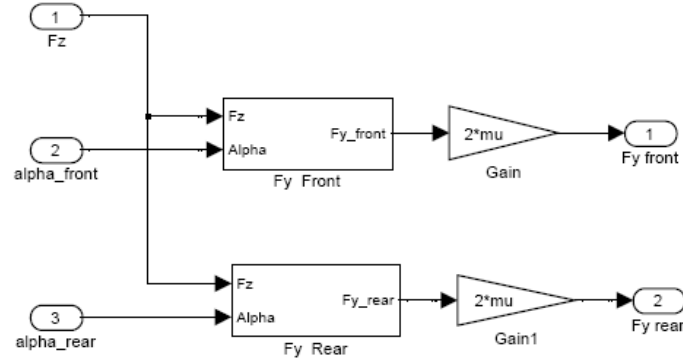 1
Fz
Fz
Fy_front
2*mu
1
2
Alpha
Fy front
alpha_front
Fy Front
Gain
Fz
Fy_rear
2*mu
2
3
Alpha
Fy rear
alpha_rear
Fy Rear
Gain1